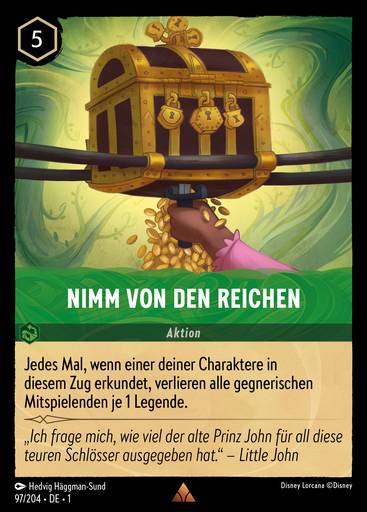 5
NIMM VON DEN REICHEN
Aktion
Jedes Mal, wenn einer deiner Charaktere in
diesem Zug erkundet, verlieren alle gegnerischen
Mitspielenden je 1 Legende.
„Ich frage mich, wie viel der alte Prinz John für all diese
teuren Schlösser ausgegeben hat.“ – Little John
Hedvig Häggman-Sund
Disney Lorcana ©Disney
97/204 • DE • 1